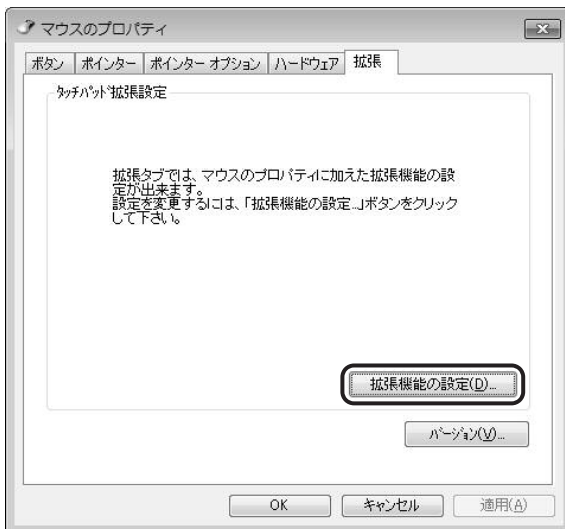 マウスのプロパティ
ボタン ポインター ポインター オプション ハードウェア 拡張
ﾀｯﾁﾊﾟｯﾄﾞ拡張設定
拡張タブでは、マウスのプロパティに加えた拡張機能の設
定が出来ます。
設定を変更するには、「拡張機能の設定...」ボタンをクリック
して下さい。
拡張機能の設定(D)...
ﾊﾞｰｼﾞｮﾝ(V)...
OK キャンセル 適用(A)